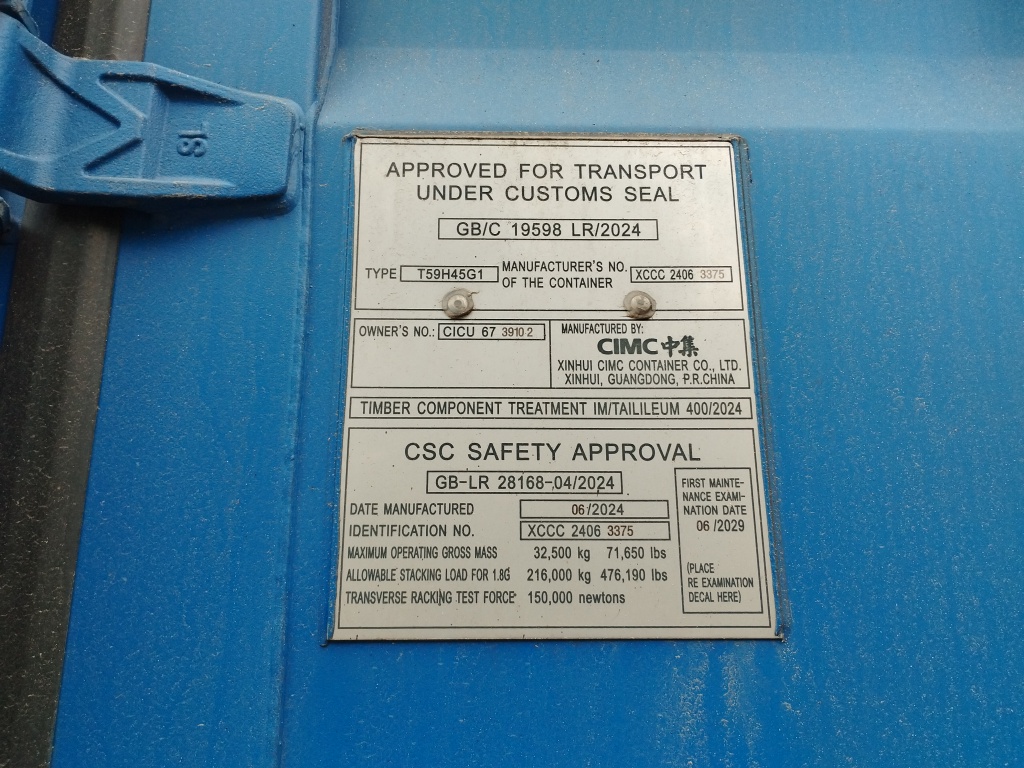 18
APPROVED FOR TRANSPORT
UNDER CUSTOMS SEAL
GB/C 19598 LR/2024
TYPE T59H45G1 MANUFACTURER'S NO. OF THE CONTAINER XCCC 2406 3375
OWNER'S NO.: CICU 67 3910 2
MANUFACTURED BY:
CIMC 中集
XINHUI CIMC CONTAINER CO., LTD.
XINHUI, GUANGDONG, P.R.CHINA
TIMBER COMPONENT TREATMENT IM/TAILILEUM 400/2024
CSC SAFETY APPROVAL
GB-LR 28168-04/2024
DATE MANUFACTURED 06/2024
IDENTIFICATION NO. XCCC 2406 3375
MAXIMUM OPERATING GROSS MASS 32,500 kg 71,650 lbs
ALLOWABLE STACKING LOAD FOR 1.8G 216,000 kg 476,190 lbs
TRANSVERSE RACKING TEST FORCE 150,000 newtons
FIRST MAINTE-
NANCE EXAMI-
NATION DATE
06 /2029
(PLACE
RE EXAMINATION
DECAL HERE)